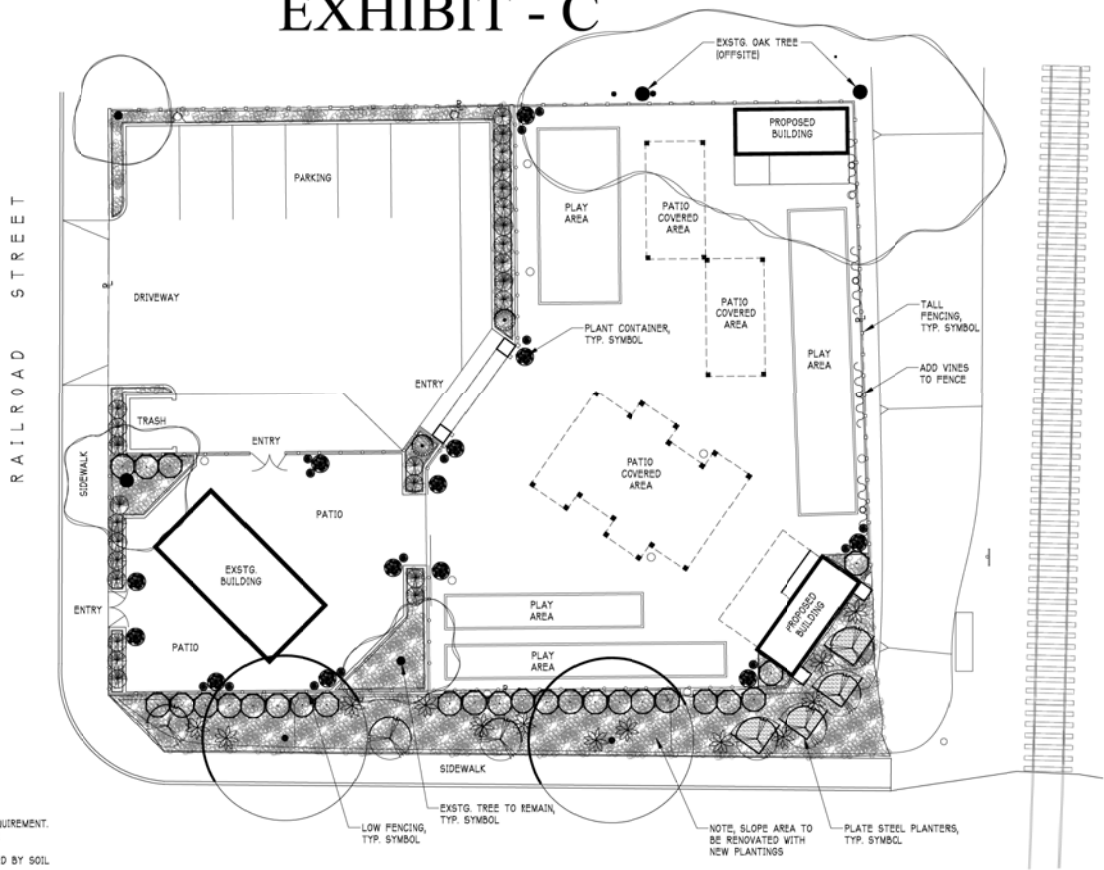 EXHIBIT - C
EXSTG. OAK TREE
(OFFSITE)
PROPOSED
BUILDING
PARKING
PLAY
AREA
PATIO
COVERED
AREA
RAILROAD STREET
DRIVEWAY
PATIO
COVERED
AREA
TALL
FENCING,
TYP. SYMBOL
PLANT CONTAINER,
TYP. SYMBOL
PLAY
AREA
ENTRY
ADD VINES
TO FENCE
TRASH
ENTRY
SIDEWALK
PATIO
COVERED
AREA
PATIO
EXSTG.
BUILDING
ENTRY
PLAY
AREA
PROPOSED
BUILDING
PATIO
PLAY
AREA
SIDEWALK
EXSTG. TREE TO REMAIN,
TYP. SYMBOL
LOW FENCING,
TYP. SYMBOL
NOTE, SLOPE AREA TO
BE RENOVATED WITH
NEW PLANTINGS
PLATE STEEL PLANTERS,
TYP. SYMBOL
UIREMENT.
D BY SOIL